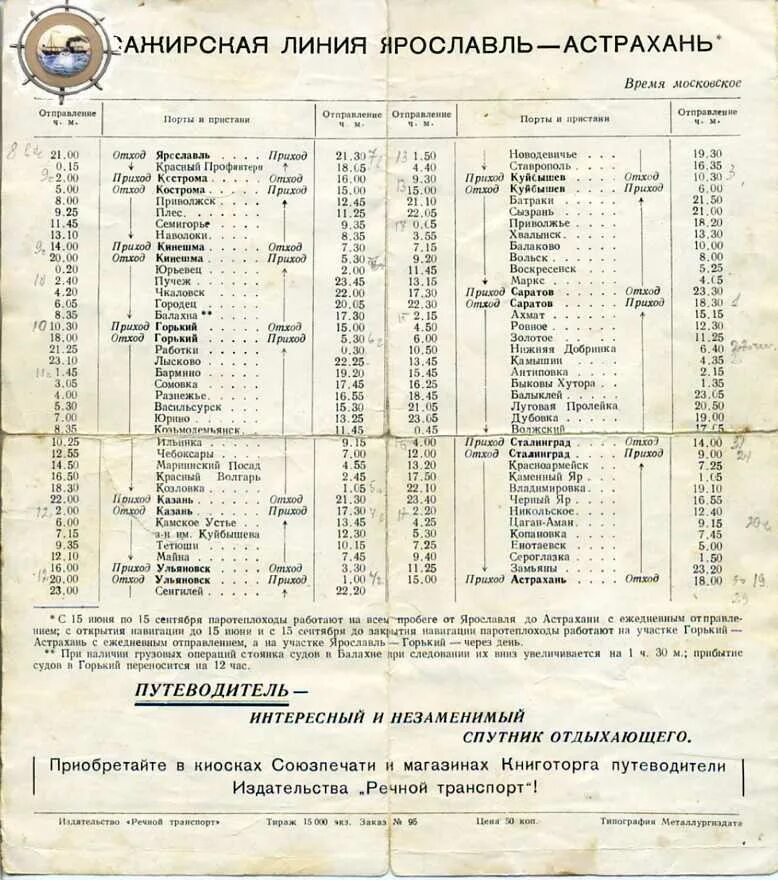 САЖИРСКАЯ ЛИНИЯ ЯРОСЛАВЛЬ—АСТРАХАНЬ*
Время московское
Отправление ч. м. Порты и пристани Отправление ч. м.
21.00 Отход Ярославль Приход 21.30
0.15 Красный Профинтерн 18.05
2.00 Приход Кострома Отход 16.00
5.00 Отход Кострома Приход 15.00
8.00 Приволжск 12.45
9.25 Плес 11.25
11.45 Семигорье 9.35
13.10 Наволоки 8.35
14.00 Приход Кинешма Отход 7.30
20.00 Отход Кинешма Приход 5.30
0.20 Юрьевец 2.00
2.40 Пучеж 23.45
4.20 Чкаловск 22.00
6.05 Городец 20.05
8.35 Балахна ** 17.30
10.30 Приход Горький Отход 15.00
18.00 Отход Горький Приход 5.30
21.25 Работки 0.30
23.10 Лысково 22.25
1.45 Бармино 19.20
3.05 Сомовка 17.45
4.00 Разнежье 16.55
5.30 Васильсурск 15.30
7.00 Юрино 13.25
8.35 Козьмодемьянск 11.45
10.25 Ильинка 9.15
12.55 Чебоксары 7.00
14.50 Мариинский Посад 4.55
16.50 Красный Волгарь 2.45
18.30 Козловка 1.05
22.00 Приход Казань Отход 21.30
2.00 Отход Казань Приход 17.30
6.00 Камское Устье 13.45
7.15 з-н им. Куйбышева 12.30
9.35 Тетюши 10.15
12.10 Майна 7.45
16.00 Приход Ульяновск Отход 3.30
20.00 Отход Ульяновск Приход 1.00
23.00 Сенгилей 22.20
Отправление ч. м. Порты и пристани Отправление ч. м.
1.50 Новодевичье 19.30
4.40 Ставрополь 16.35
9.30 Приход Куйбышев Отход 10.30
15.00 Отход Куйбышев Приход 6.00
21.10 Батраки 21.50
22.05 Сызрань 21.00
0.05 Приволжье 18.20
3.55 Хвалынск 13.30
7.15 Балаково 10.00
9.20 Вольск 8.00
11.45 Воскресенск 5.25
13.15 Маркс 4.05
17.30 Приход Саратов Отход 23.30
22.30 Отход Саратов Приход 18.30
2.15 Ахмат 15.15
4.50 Ровное 12.30
6.00 Золотое 11.25
10.50 Нижняя Добринка 6.40
13.45 Камышин 4.35
15.45 Антиповка 2.15
16.25 Быковы Хутора 1.35
18.45 Балыклей 23.05
21.05 Луговая Пролейка 20.50
23.05 Дубовка 19.00
0.45 Волжский 17.05
4.00 Приход Сталинград Отход 14.00
12.00 Отход Сталинград Приход 9.00
13.20 Красноармейск 7.25
17.50 Каменный Яр 1.05
22.10 Владимировка 19.10
23.40 Черный Яр 16.55
2.20 Никольское 12.40
4.25 Цаган-Аман 9.15
5.30 Копановка 7.45
7.25 Енотаевск 5.00
9.40 Сероглазка 1.50
11.25 Замьяны 23.20
15.00 Приход Астрахань Отход 18.00
* С 15 июня по 15 сентября паротеплоходы работают на всем пробеге от Ярославля до Астрахани с ежедневным отправле-
нием; с открытия навигации до 15 июня и с 15 сентября до закрытия навигации паротеплоходы работают на участке Горький—
Астрахань с ежедневным отправлением, а на участке Ярославль—Горький—через день.
** При наличии грузовых операций стоянка судов в Балахне при следовании их вниз увеличивается на 1 ч. 30 м.; прибытие
судов в Горький переносится на 12 час.
ПУТЕВОДИТЕЛЬ—
ИНТЕРЕСНЫЙ И НЕЗАМЕНИМЫЙ
СПУТНИК ОТДЫХАЮЩЕГО.
Приобретайте в киосках Союзпечати и магазинах Книготорга путеводители
Издательства „Речной транспорт"!
Издательство «Речной транспорт» Тираж 15 000 экз. Заказ № 95 Цена 50 коп. Типография Металлургиздата